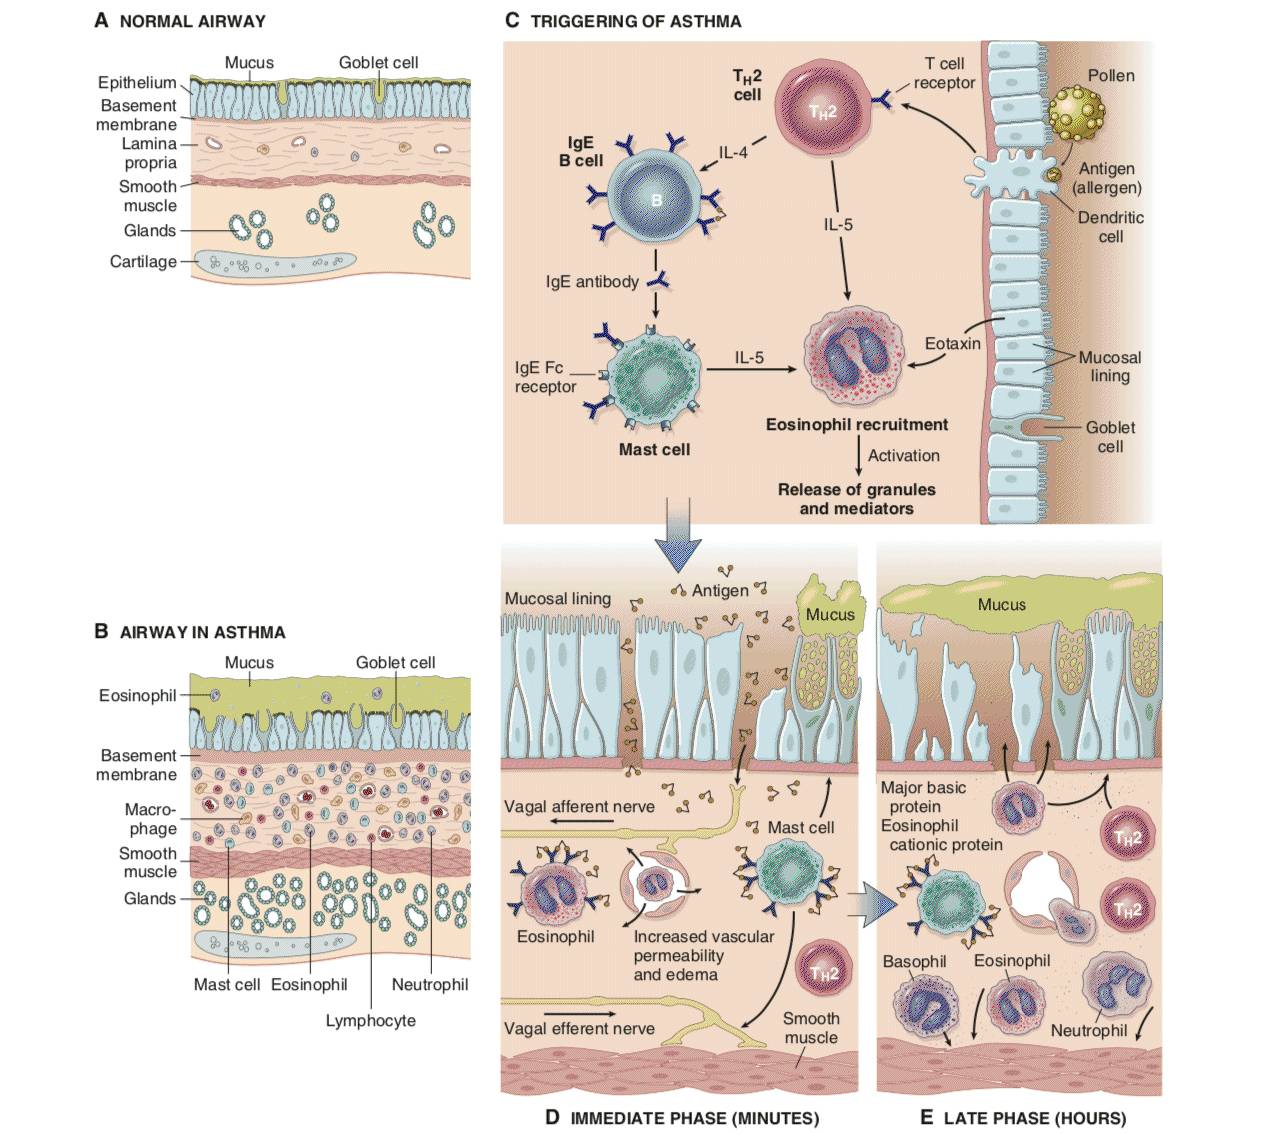 A NORMAL AIRWAY
Mucus
Goblet cell
Epithelium
Basement
membrane
Lamina
propria
Smooth
muscle
Glands
Cartilage
B AIRWAY IN ASTHMA
Mucus
Goblet cell
Eosinophil
Basement
membrane
Macro-
phage
Smooth
muscle
Glands
Mast cell
Eosinophil
Neutrophil
Lymphocyte
C TRIGGERING OF ASTHMA
TH2
cell
TH2
T cell
receptor
Pollen
IgE
B cell
IL-4
B
Antigen
(allergen)
Dendritic
cell
IL-5
IgE antibody
IgE Fc
receptor
IL-5
Eotaxin
Mucosal
lining
Mast cell
Eosinophil recruitment
Activation
Goblet
cell
Release of granules
and mediators
Mucosal lining
Antigen
Mucus
Vagal afferent nerve
Mast cell
Eosinophil
Increased vascular
permeability
and edema
TH2
Vagal efferent nerve
Smooth
muscle
D IMMEDIATE PHASE (MINUTES)
Mucus
Major basic
protein
Eosinophil
cationic protein
TH2
TH2
Basophil
Eosinophil
Neutrophil
E LATE PHASE (HOURS)